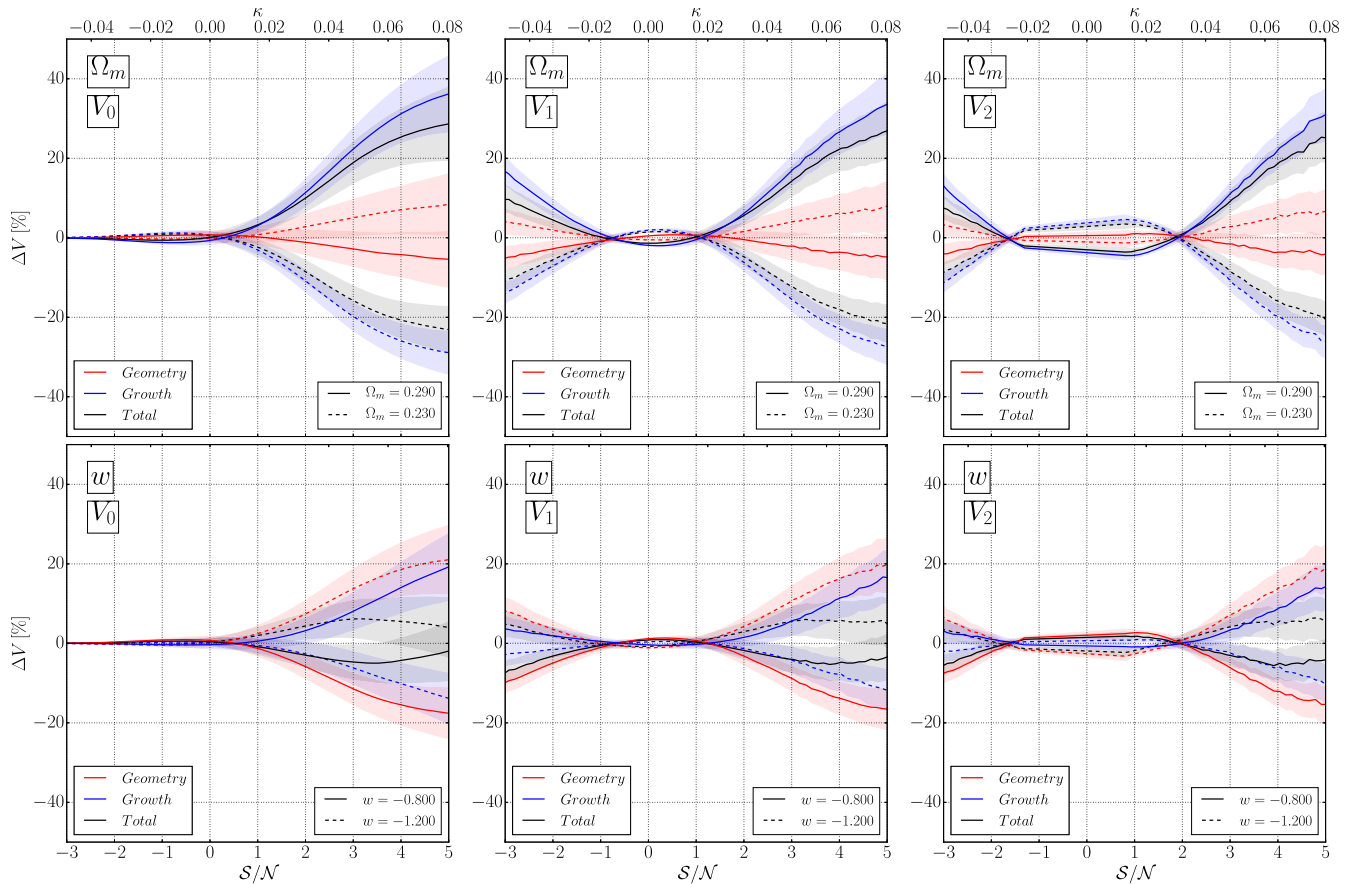 κ κ κ
−0.04 −0.02 0.00 0.02 0.04 0.06 0.08 −0.04 −0.02 0.00 0.02 0.04 0.06 0.08 −0.04 −0.02 0.00 0.02 0.04 0.06 0.08
Ω_m Ω_m Ω_m
V_0 V_1 V_2
40
20
0
−20
−40
ΔV [%]
Geometry Geometry Geometry
Growth Ω_m = 0.290 Growth Ω_m = 0.290 Growth Ω_m = 0.290
Total Ω_m = 0.230 Total Ω_m = 0.230 Total Ω_m = 0.230
w w w
V_0 V_1 V_2
40
20
0
−20
−40
ΔV [%]
Geometry Geometry Geometry
Growth w = −0.800 Growth w = −0.800 Growth w = −0.800
Total w = −1.200 Total w = −1.200 Total w = −1.200
−3 −2 −1 0 1 2 3 4 5 −3 −2 −1 0 1 2 3 4 5 −3 −2 −1 0 1 2 3 4 5
S/N S/N S/N